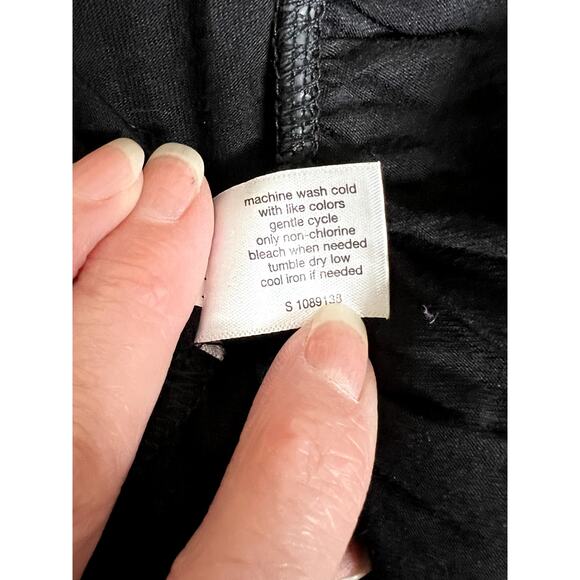 machine wash cold
with like colors
gentle cycle
only non-chlorine
bleach when needed
tumble dry low
cool iron if needed
S 1089138